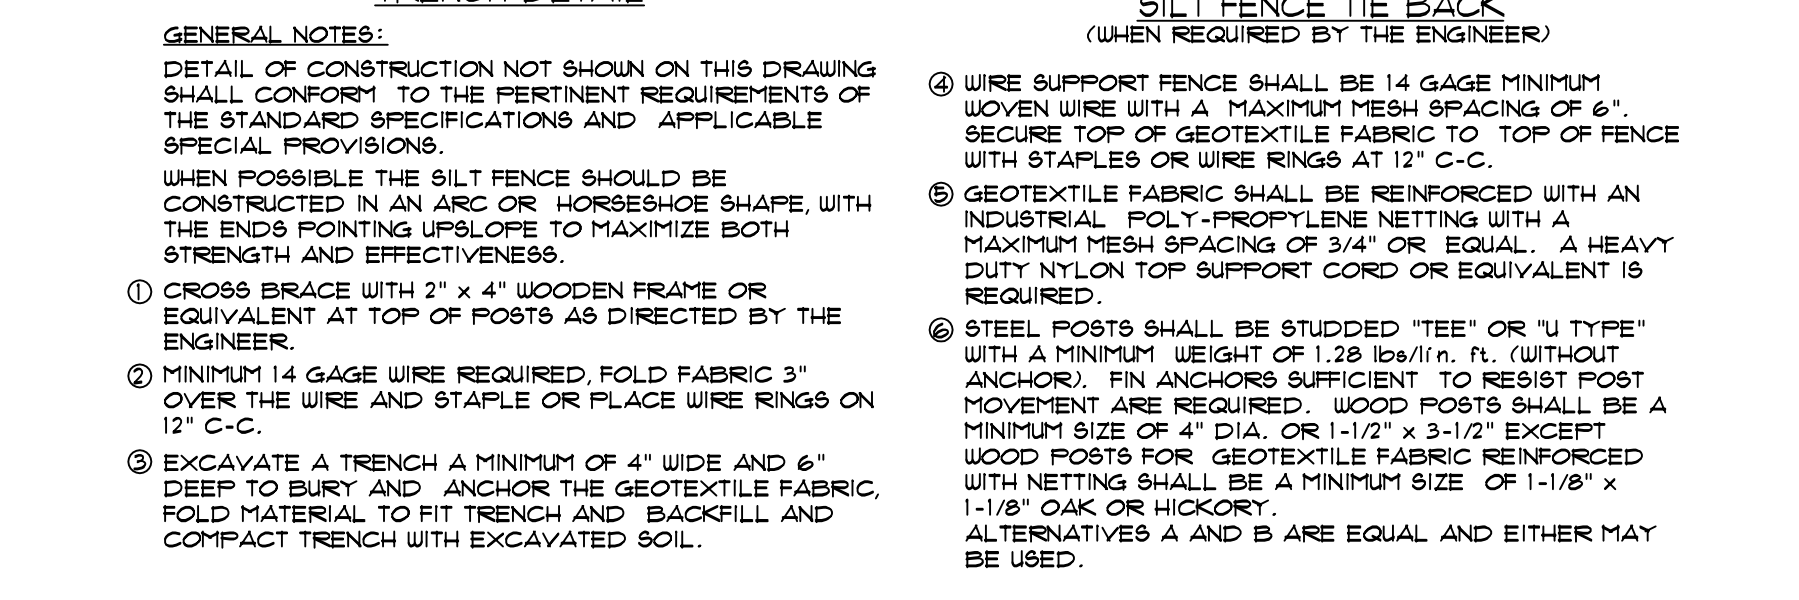 TRENCH DETAIL
GENERAL NOTES:
DETAIL OF CONSTRUCTION NOT SHOWN ON THIS DRAWING
SHALL CONFORM TO THE PERTINENT REQUIREMENTS OF
THE STANDARD SPECIFICATIONS AND APPLICABLE
SPECIAL PROVISIONS.
WHEN POSSIBLE THE SILT FENCE SHOULD BE
CONSTRUCTED IN AN ARC OR HORSESHOE SHAPE, WITH
THE ENDS POINTING UPSLOPE TO MAXIMIZE BOTH
STRENGTH AND EFFECTIVENESS.
① CROSS BRACE WITH 2" x 4" WOODEN FRAME OR
EQUIVALENT AT TOP OF POSTS AS DIRECTED BY THE
ENGINEER.
② MINIMUM 14 GAGE WIRE REQUIRED, FOLD FABRIC 3"
OVER THE WIRE AND STAPLE OR PLACE WIRE RINGS ON
12" C-C.
③ EXCAVATE A TRENCH A MINIMUM OF 4" WIDE AND 6"
DEEP TO BURY AND ANCHOR THE GEOTEXTILE FABRIC,
FOLD MATERIAL TO FIT TRENCH AND BACKFILL AND
COMPACT TRENCH WITH EXCAVATED SOIL.
SILT FENCE TIE BACK
(WHEN REQUIRED BY THE ENGINEER)
④ WIRE SUPPORT FENCE SHALL BE 14 GAGE MINIMUM
WOVEN WIRE WITH A MAXIMUM MESH SPACING OF 6".
SECURE TOP OF GEOTEXTILE FABRIC TO TOP OF FENCE
WITH STAPLES OR WIRE RINGS AT 12" C-C.
⑤ GEOTEXTILE FABRIC SHALL BE REINFORCED WITH AN
INDUSTRIAL POLY-PROPYLENE NETTING WITH A
MAXIMUM MESH SPACING OF 3/4" OR EQUAL. A HEAVY
DUTY NYLON TOP SUPPORT CORD OR EQUIVALENT IS
REQUIRED.
⑥ STEEL POSTS SHALL BE STUDDED "TEE" OR "U TYPE"
WITH A MINIMUM WEIGHT OF 1.28 lbs/lin. ft. (WITHOUT
ANCHOR). FIN ANCHORS SUFFICIENT TO RESIST POST
MOVEMENT ARE REQUIRED. WOOD POSTS SHALL BE A
MINIMUM SIZE OF 4" DIA. OR 1-1/2" x 3-1/2" EXCEPT
WOOD POSTS FOR GEOTEXTILE FABRIC REINFORCED
WITH NETTING SHALL BE A MINIMUM SIZE OF 1-1/8" x
1-1/8" OAK OR HICKORY.
ALTERNATIVES A AND B ARE EQUAL AND EITHER MAY
BE USED.